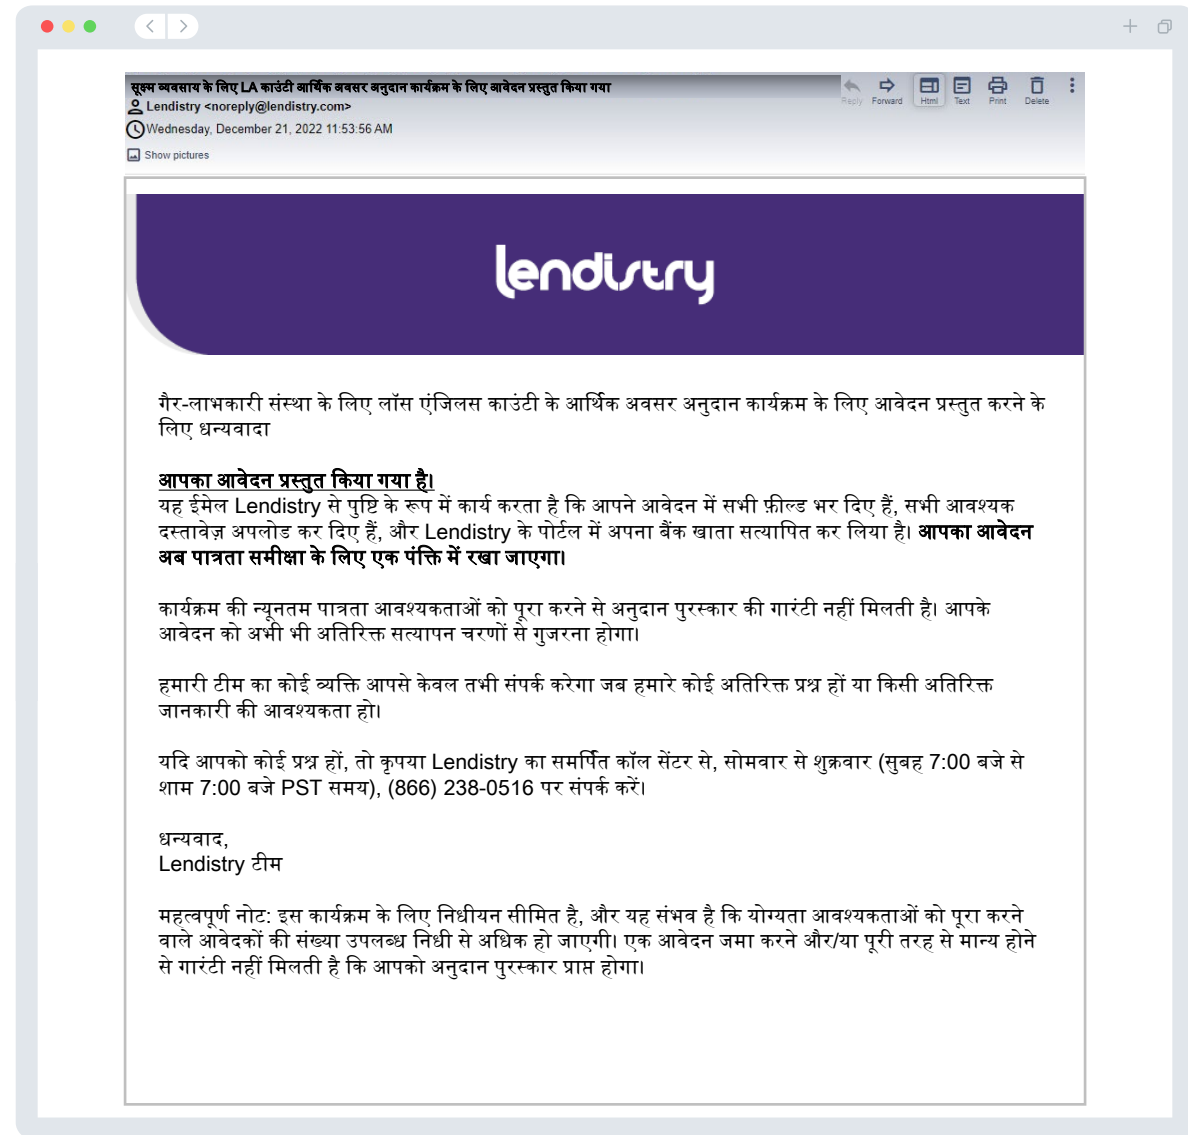 सूक्ष्म व्यवसाय के लिए LA काउंटी आर्थिक अवसर अनुदान कार्यक्रम के लिए आवेदन प्रस्तुत किया गया
Lendistry <noreply@lendistry.com>
Wednesday, December 21, 2022 11:53:56 AM
Show pictures
Reply Forward Html Text Print Delete
lendistry
गैर-लाभकारी संस्था के लिए लॉस एंजिलस काउंटी के आर्थिक अवसर अनुदान कार्यक्रम के लिए आवेदन प्रस्तुत करने के
लिए धन्यवादा
आपका आवेदन प्रस्तुत किया गया है।
यह ईमेल Lendistry से पुष्टि के रूप में कार्य करता है कि आपने आवेदन में सभी फ़ील्ड भर दिए हैं, सभी आवश्यक
दस्तावेज़ अपलोड कर दिए हैं, और Lendistry के पोर्टल में अपना बैंक खाता सत्यापित कर लिया है। आपका आवेदन
अब पात्रता समीक्षा के लिए एक पंक्ति में रखा जाएगा।
कार्यक्रम की न्यूनतम पात्रता आवश्यकताओं को पूरा करने से अनुदान पुरस्कार की गारंटी नहीं मिलती है। आपके
आवेदन को अभी भी अतिरिक्त सत्यापन चरणों से गुजरना होगा।
हमारी टीम का कोई व्यक्ति आपसे केवल तभी संपर्क करेगा जब हमारे कोई अतिरिक्त प्रश्न हों या किसी अतिरिक्त
जानकारी की आवश्यकता हो।
यदि आपको कोई प्रश्न हों, तो कृपया Lendistry का समर्पित कॉल सेंटर से, सोमवार से शुक्रवार (सुबह 7:00 बजे से
शाम 7:00 बजे PST समय), (866) 238-0516 पर संपर्क करें।
धन्यवाद,
Lendistry टीम
महत्वपूर्ण नोट: इस कार्यक्रम के लिए निधीयन सीमित है, और यह संभव है कि योग्यता आवश्यकताओं को पूरा करने
वाले आवेदकों की संख्या उपलब्ध निधी से अधिक हो जाएगी। एक आवेदन जमा करने और/या पूरी तरह से मान्य होने
से गारंटी नहीं मिलती है कि आपको अनुदान पुरस्कार प्राप्त होगा।